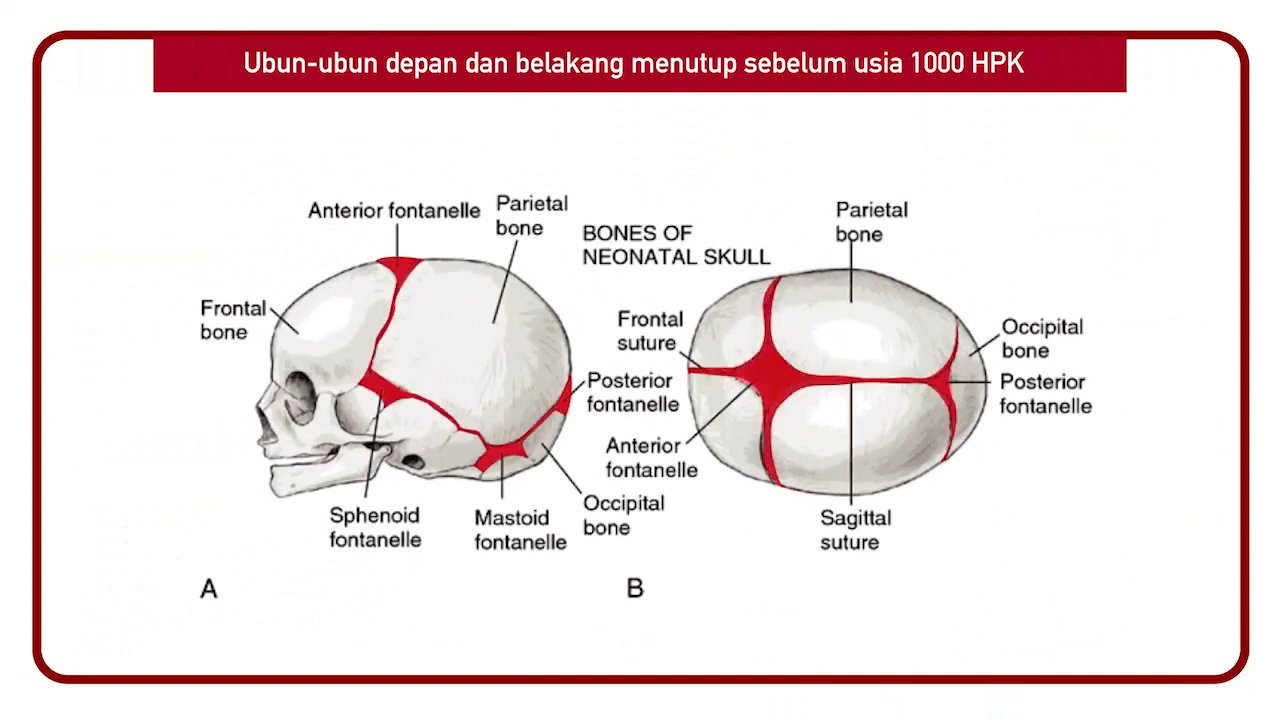 Ubun-ubun depan dan belakang menutup sebelum usia 1000 HPK
Anterior fontanelle
Parietal
bone
BONES OF
NEONATAL SKULL
Frontal
bone
Posterior
fontanelle
Sphenoid
fontanelle
Mastoid
fontanelle
Occipital
bone
A
Parietal
bone
Frontal
suture
Occipital
bone
Posterior
fontanelle
Anterior
fontanelle
Sagittal
suture
B